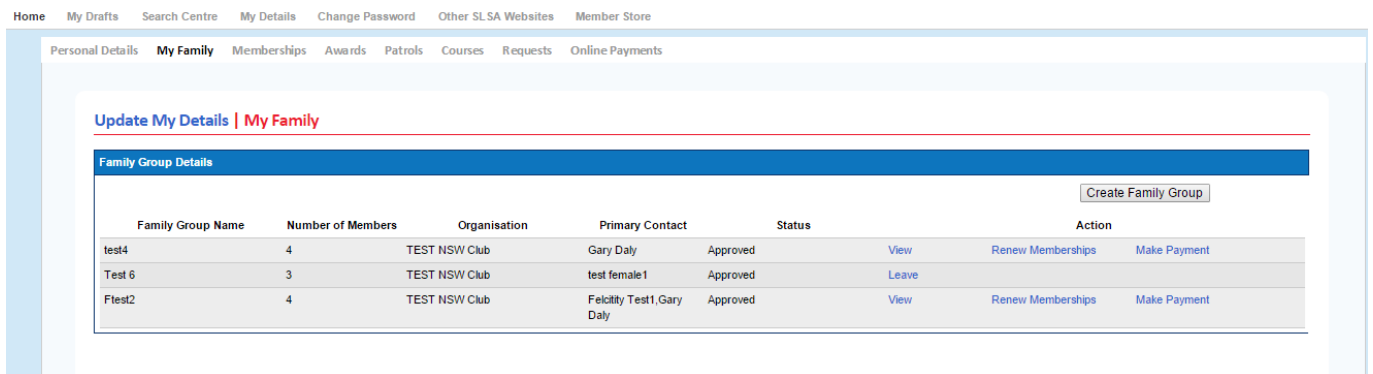 Home My Drafts Search Centre My Details Change Password Other SLSA Websites Member Store
Personal Details My Family Memberships Awards Patrols Courses Requests Online Payments
Update My Details | My Family
Family Group Details
Create Family Group
Family Group Name Number of Members Organisation Primary Contact Status Action
test4 4 TEST NSW Club Gary Daly Approved View Renew Memberships Make Payment
Test 6 3 TEST NSW Club test female1 Approved Leave
Ftest2 4 TEST NSW Club Felcitity Test1,Gary Approved View Renew Memberships Make Payment
Daly